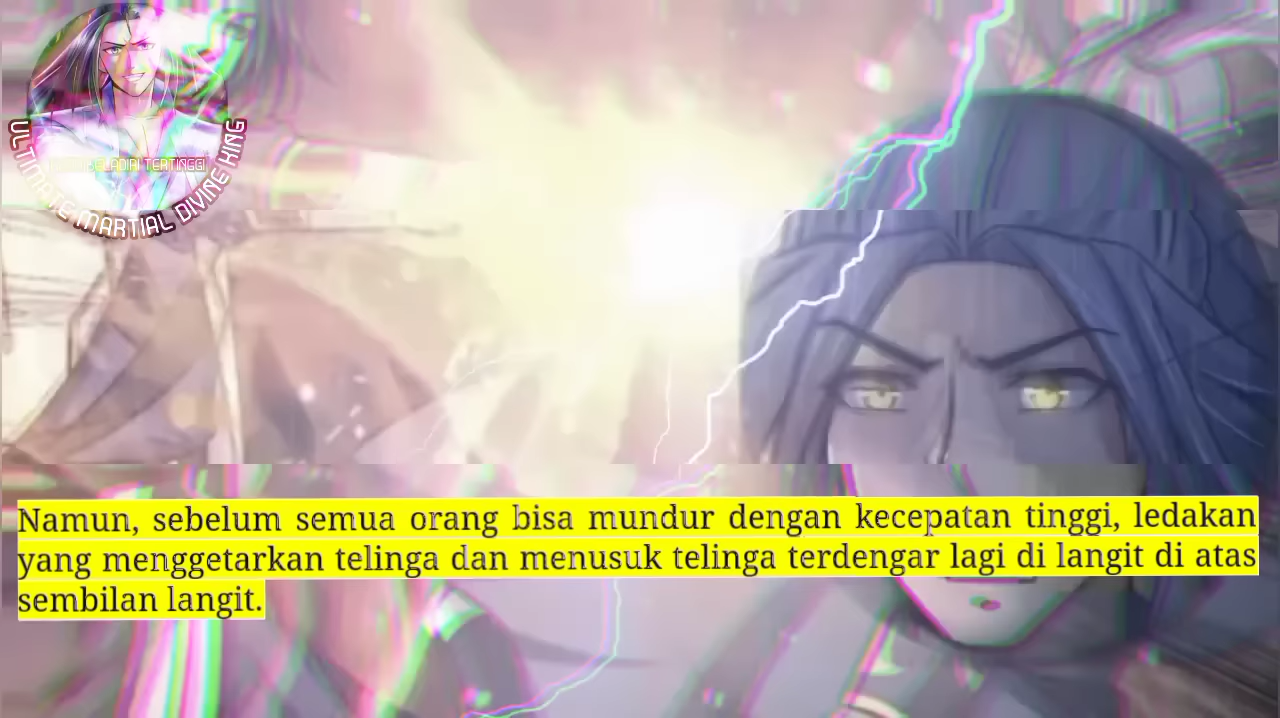 ULTIMATE MARTIAL DIVINE KING
TERTINGGI
Namun, sebelum semua orang bisa mundur dengan kecepatan tinggi, ledakan
yang menggetarkan telinga dan menusuk telinga terdengar lagi di langit di atas
sembilan langit.